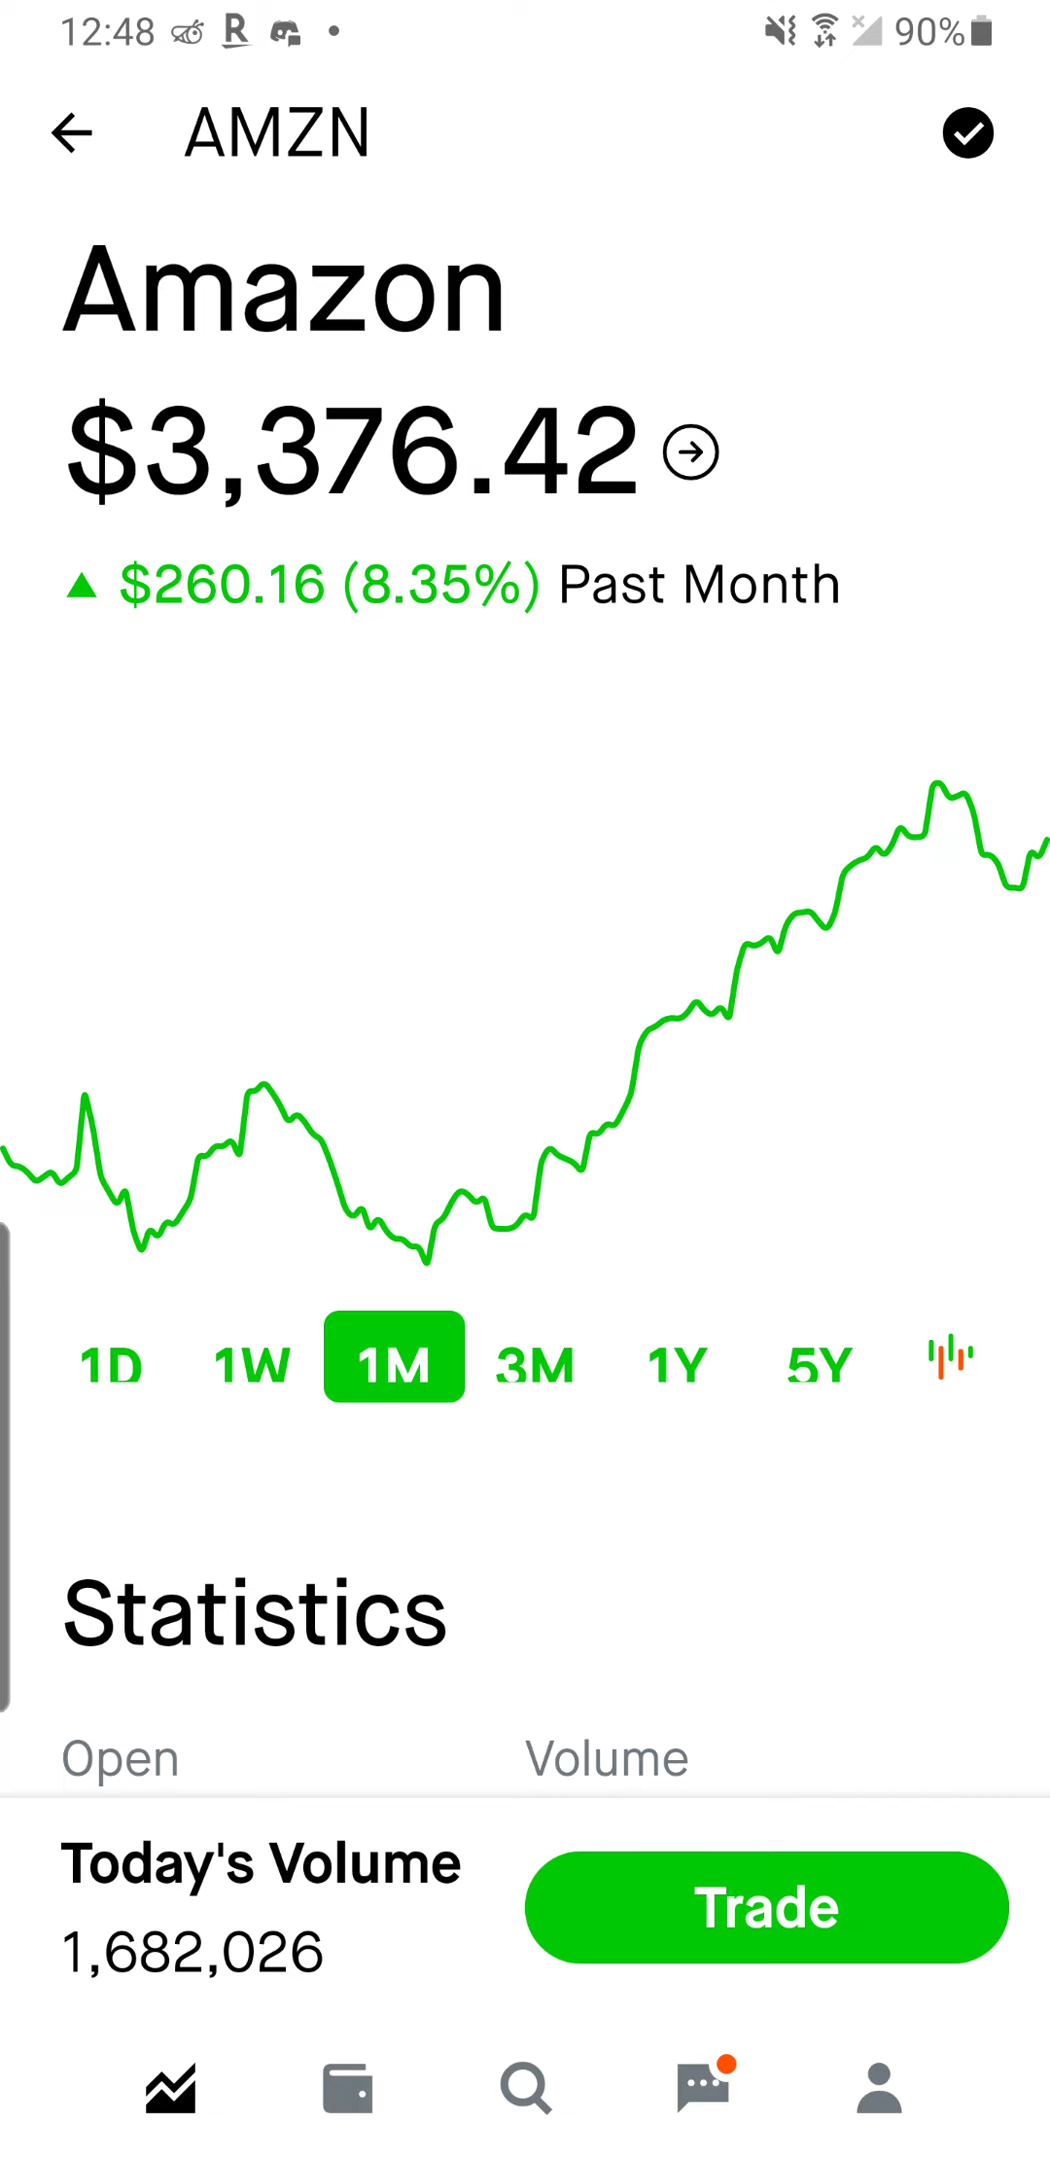 12:48 R 90%
AMZN
Amazon
$3,376.42
▲ $260.16 (8.35%) Past Month
1D 1W 1M 3M 1Y 5Y
Statistics
Open Volume
Today's Volume
1,682,026
Trade